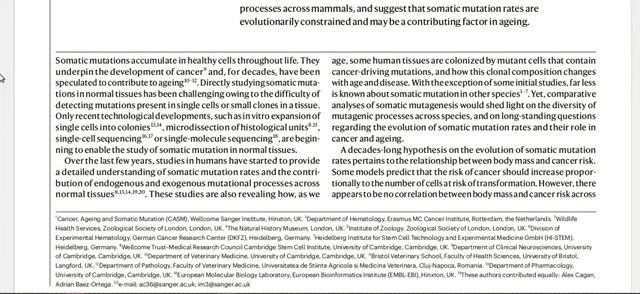 processes across mammals, and suggest that somatic mutation rates are
evolutionarily constrained and may be a contributing factor in ageing.
Somatic mutations accumulate in healthy cells throughout life. They
underpin the development of cancer⁹ and, for decades, have been
speculated to contribute to ageing¹⁰⁻¹². Directly studying somatic muta-
tions in normal tissues has been challenging owing to the difficulty of
detecting mutations present in single cells or small clones in a tissue.
Only recent technological developments, such as in vitro expansion of
single cells into colonies¹³,¹⁴, microdissection of histological units⁸,¹⁵,
single-cell sequencing¹⁶,¹⁷ or single-molecule sequencing¹⁸, are begin-
ning to enable the study of somatic mutation in normal tissues.
Over the last few years, studies in humans have started to provide
a detailed understanding of somatic mutation rates and the contri-
bution of endogenous and exogenous mutational processes across
normal tissues⁸,¹³,¹⁴,¹⁹,²⁰. These studies are also revealing how, as we
age, some human tissues are colonized by mutant cells that contain
cancer-driving mutations, and how this clonal composition changes
with age and disease. With the exception of some initial studies, far less
is known about somatic mutation in other species¹⁻⁷. Yet, comparative
analyses of somatic mutagenesis would shed light on the diversity of
mutagenic processes across species, and on long-standing questions
regarding the evolution of somatic mutation rates and their role in
cancer and ageing.
A decades-long hypothesis on the evolution of somatic mutation
rates pertains to the relationship between body mass and cancer risk.
Some models predict that the risk of cancer should increase propor-
tionally to the number of cells at risk of transformation. However, there
appears to be no correlation between body mass and cancer risk across
¹Cancer, Ageing and Somatic Mutation (CASM), Wellcome Sanger Institute, Hinxton, UK. ²Department of Hematology, Erasmus MC Cancer Institute, Rotterdam, the Netherlands. ³Wildlife
Health Services, Zoological Society of London, London, UK. ⁴The Natural History Museum, London, UK. ⁵Institute of Zoology, Zoological Society of London, London, UK. ⁶Division of
Experimental Hematology, German Cancer Research Center (DKFZ), Heidelberg, Germany. ⁷Heidelberg Institute for Stem Cell Technology and Experimental Medicine GmbH (HI-STEM),
Heidelberg, Germany. ⁸Wellcome Trust-Medical Research Council Cambridge Stem Cell Institute, University of Cambridge, Cambridge, UK. ⁹Department of Clinical Neurosciences, University
of Cambridge, Cambridge, UK. ¹⁰Department of Veterinary Medicine, University of Cambridge, Cambridge, UK. ¹¹Bristol Veterinary School, Faculty of Health Sciences, University of Bristol,
Langford, UK. ¹²Department of Pathology, Faculty of Veterinary Medicine, Universitatea de Stiinte Agricole si Medicina Veterinara, Cluj-Napoca, Romania. ¹³Department of Pharmacology,
University of Cambridge, Cambridge, UK. ¹⁴European Molecular Biology Laboratory, European Bioinformatics Institute (EMBL-EBI), Hinxton, UK. ¹⁵These authors contributed equally: Alex Cagan,
Adrian Baez-Ortega. ✉e-mail: ac36@sanger.ac.uk; im3@sanger.ac.uk